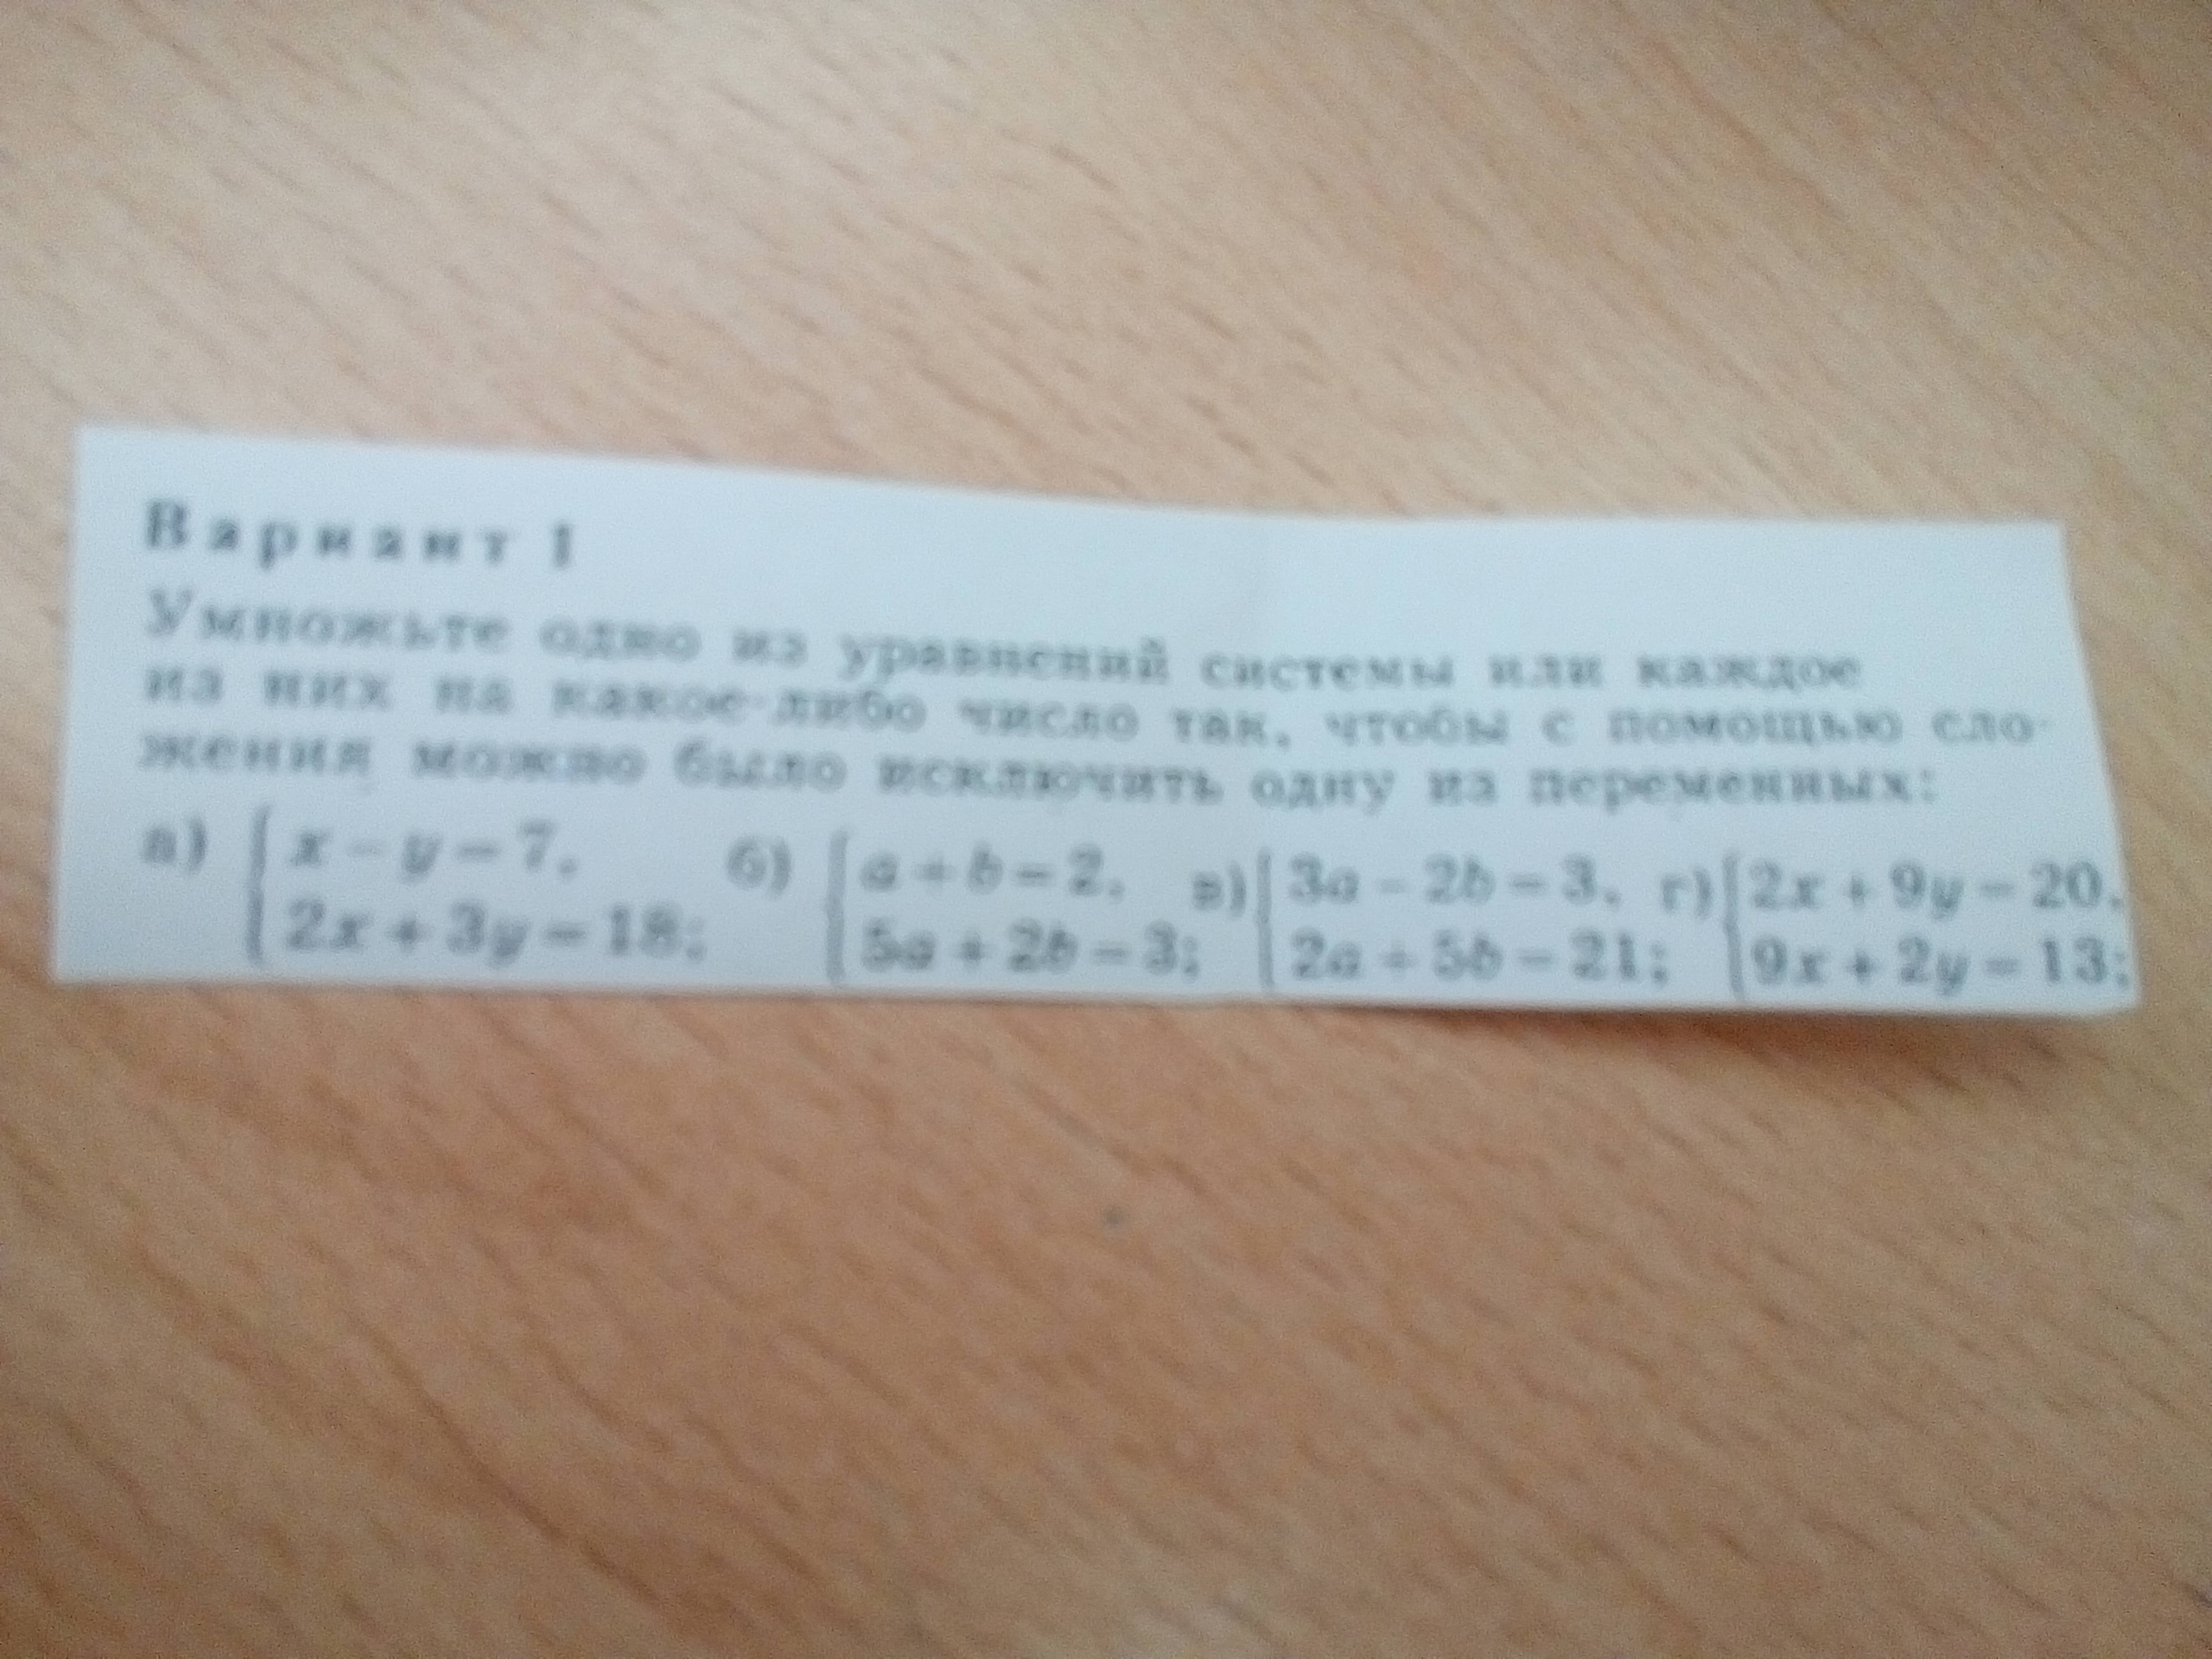 Вариант 1
Умножьте одно из уравнений системы или каждое
из них на какое-либо число так, чтобы с помощью сло-
жения можно было исключить одну из переменных:
а) { x - y = 7, б) { a + b = 2, в) { 3a - 2b = 3, г) { 2x + 9y = 20,
2x + 3y = 18; 5a + 2b = 3; 2a + 5b = 21; 9x + 2y = 13;